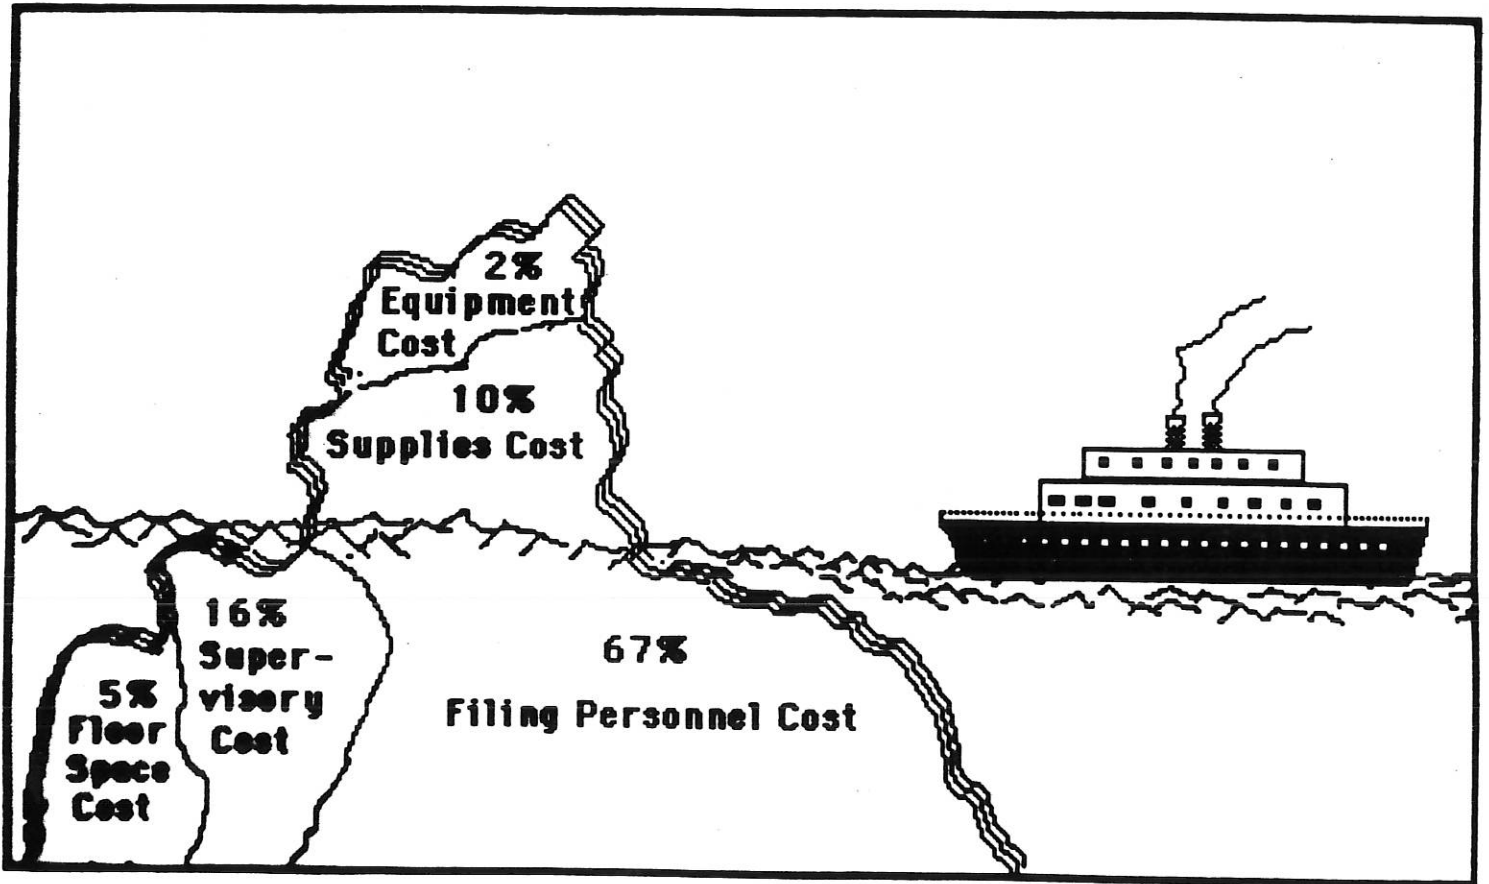 2%
Equipment
Cost
10%
Supplies Cost
16%
Super-
visory
Cost
67%
Filing Personnel Cost
5%
Floor
Space
Cost